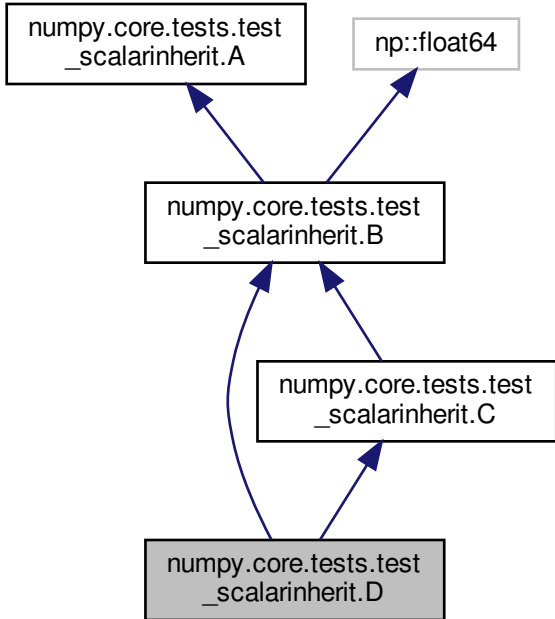 numpy.core.tests.test
_scalarinherit.A
np::float64
numpy.core.tests.test
_scalarinherit.B
numpy.core.tests.test
_scalarinherit.C
numpy.core.tests.test
_scalarinherit.D